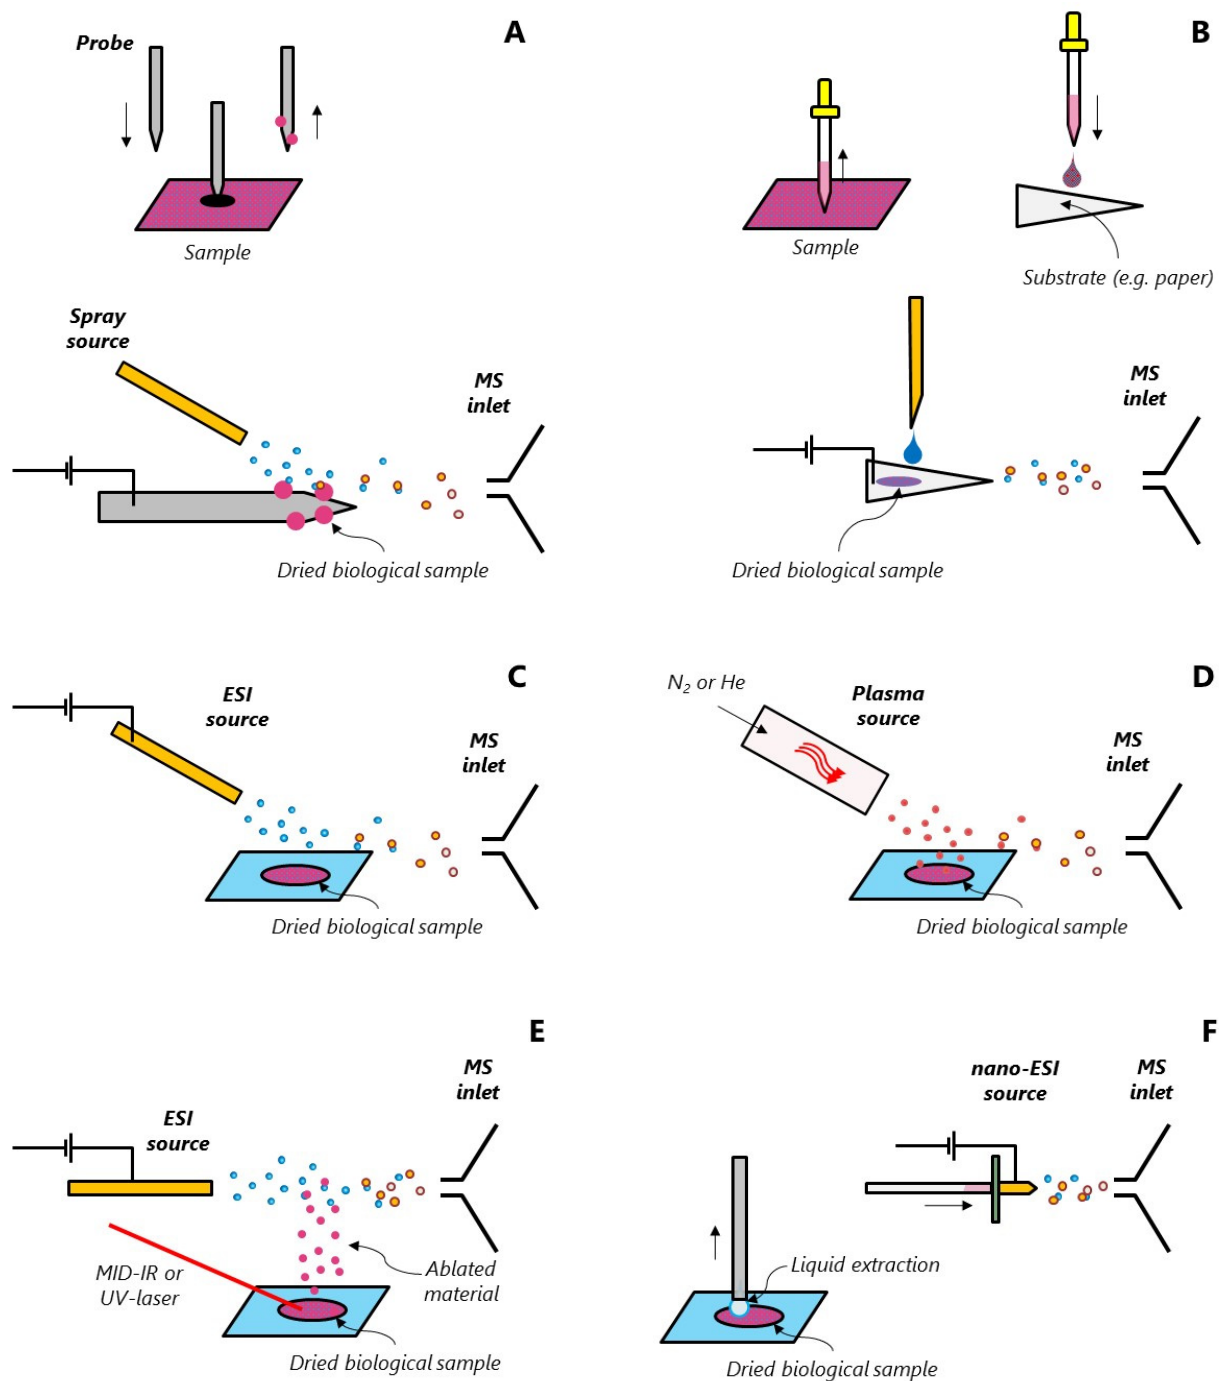 A
Probe
Sample
Spray
source
MS
inlet
Dried biological sample
B
Sample
Substrate (e.g. paper)
MS
inlet
Dried biological sample
C
ESI
source
MS
inlet
Dried biological sample
D
N₂ or He
Plasma
source
MS
inlet
Dried biological sample
E
MS
inlet
ESI
source
MID-IR or
UV-laser
Ablated
material
Dried biological sample
F
nano-ESI
source
MS
inlet
Liquid extraction
Dried biological sample